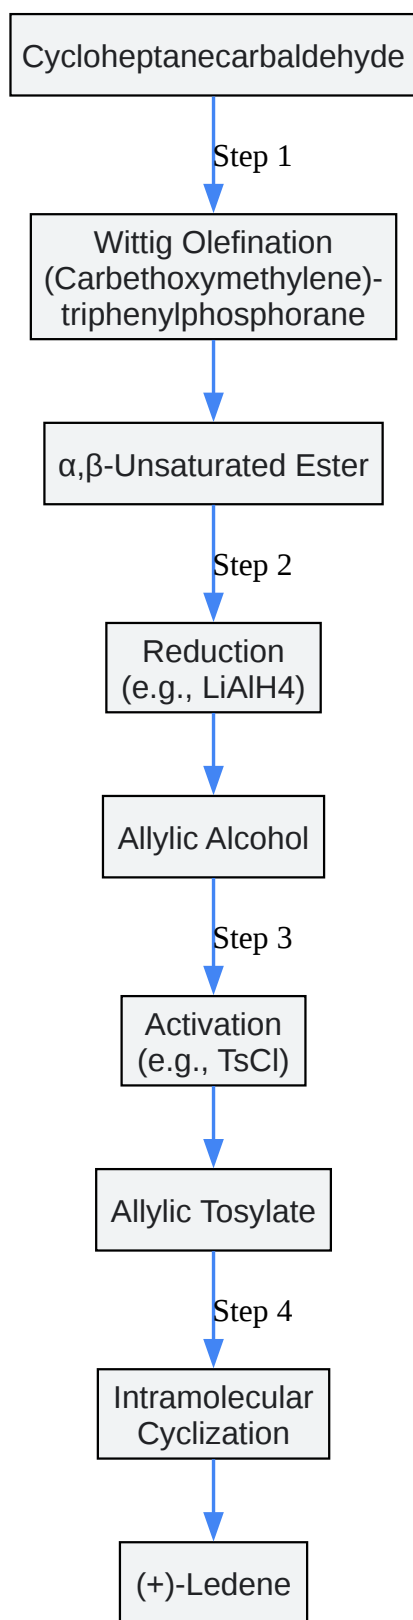 Cycloheptanecarbaldehyde
Step 1
Wittig Olefination
(Carbethoxymethylene)-
triphenylphosphorane
α,β-Unsaturated Ester
Step 2
Reduction
(e.g., LiAlH4)
Allylic Alcohol
Step 3
Activation
(e.g., TsCl)
Allylic Tosylate
Step 4
Intramolecular
Cyclization
(+)-Ledene